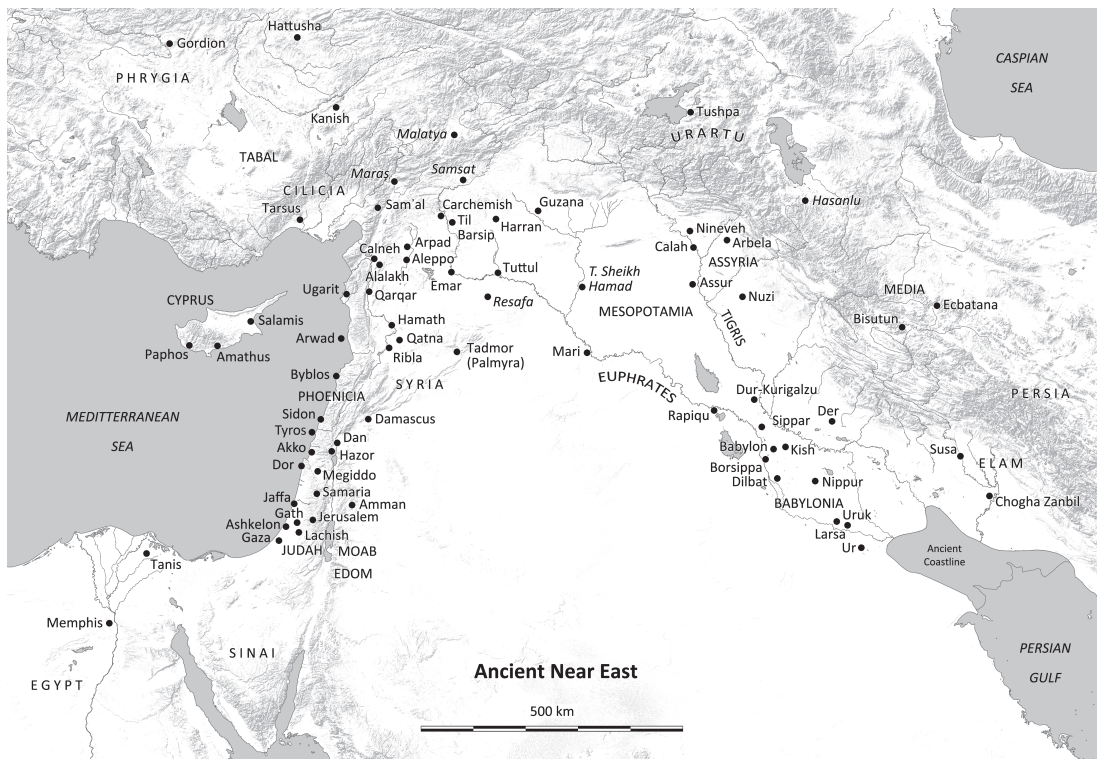 Hattusha
Gordion
PHRYGIA
CASPIAN
SEA
Kanish
Tushpa
URARTU
Malatya
TABAL
Maraş
Samsat
CILICIA
Hasanlu
Tarsus
Sam'al
Carchemish
Til
Barsip
Harran
Guzana
Nineveh
Calah
Arbela
ASSYRIA
Calneh
Arpad
Aleppo
Alalakh
Emar
Tuttul
T. Sheikh
Hamad
Assur
Nuzi
MEDIA
Ecbatana
Bisutun
CYPRUS
Ugarit
Qarqar
Resafa
MESOPOTAMIA
TIGRIS
Salamis
Paphos
Amathus
Hamath
Arwad
Qatna
Ribla
Tadmor
(Palmyra)
Mari
Byblos
SYRIA
EUPHRATES
PHOENICIA
Dur-Kurigalzu
PERSIA
MEDITERRANEAN
SEA
Sidon
Damascus
Rapiqu
Sippar
Der
Tyros
Dan
Akko
Hazor
Babylon
Kish
Susa
ELAM
Dor
Megiddo
Borsippa
Dilbat
Nippur
Samaria
Jaffa
Amman
BABYLONIA
Chogha Zanbil
Gath
Jerusalem
Uruk
Ashkelon
Lachish
Larsa
Gaza
JUDAH
MOAB
Ur
Ancient
Coastline
Tanis
EDOM
Memphis
SINAI
PERSIAN
GULF
EGYPT
Ancient Near East
500 km